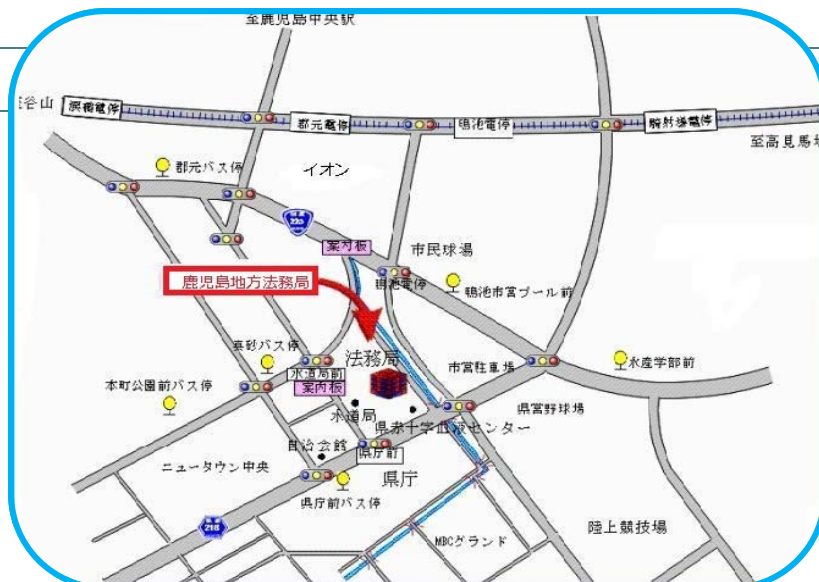 至鹿児島中央駅
谷山
涙橋電停
郡元電停
鴨池電停
騎射場電停
至高見馬場
郡元バス停
イオン
225
案内板
市民球場
鹿児島地方法務局
鴨池電停
鴨池市営プール前
真砂バス停
法務局
水産学部前
水道局前
市営駐車場
本町公園前バス停
案内板
水道局
県営野球場
県赤十字血液センター
自治会館
県庁前
ニュータウン中央
県庁
県庁前バス停
218
MBCグランド
陸上競技場